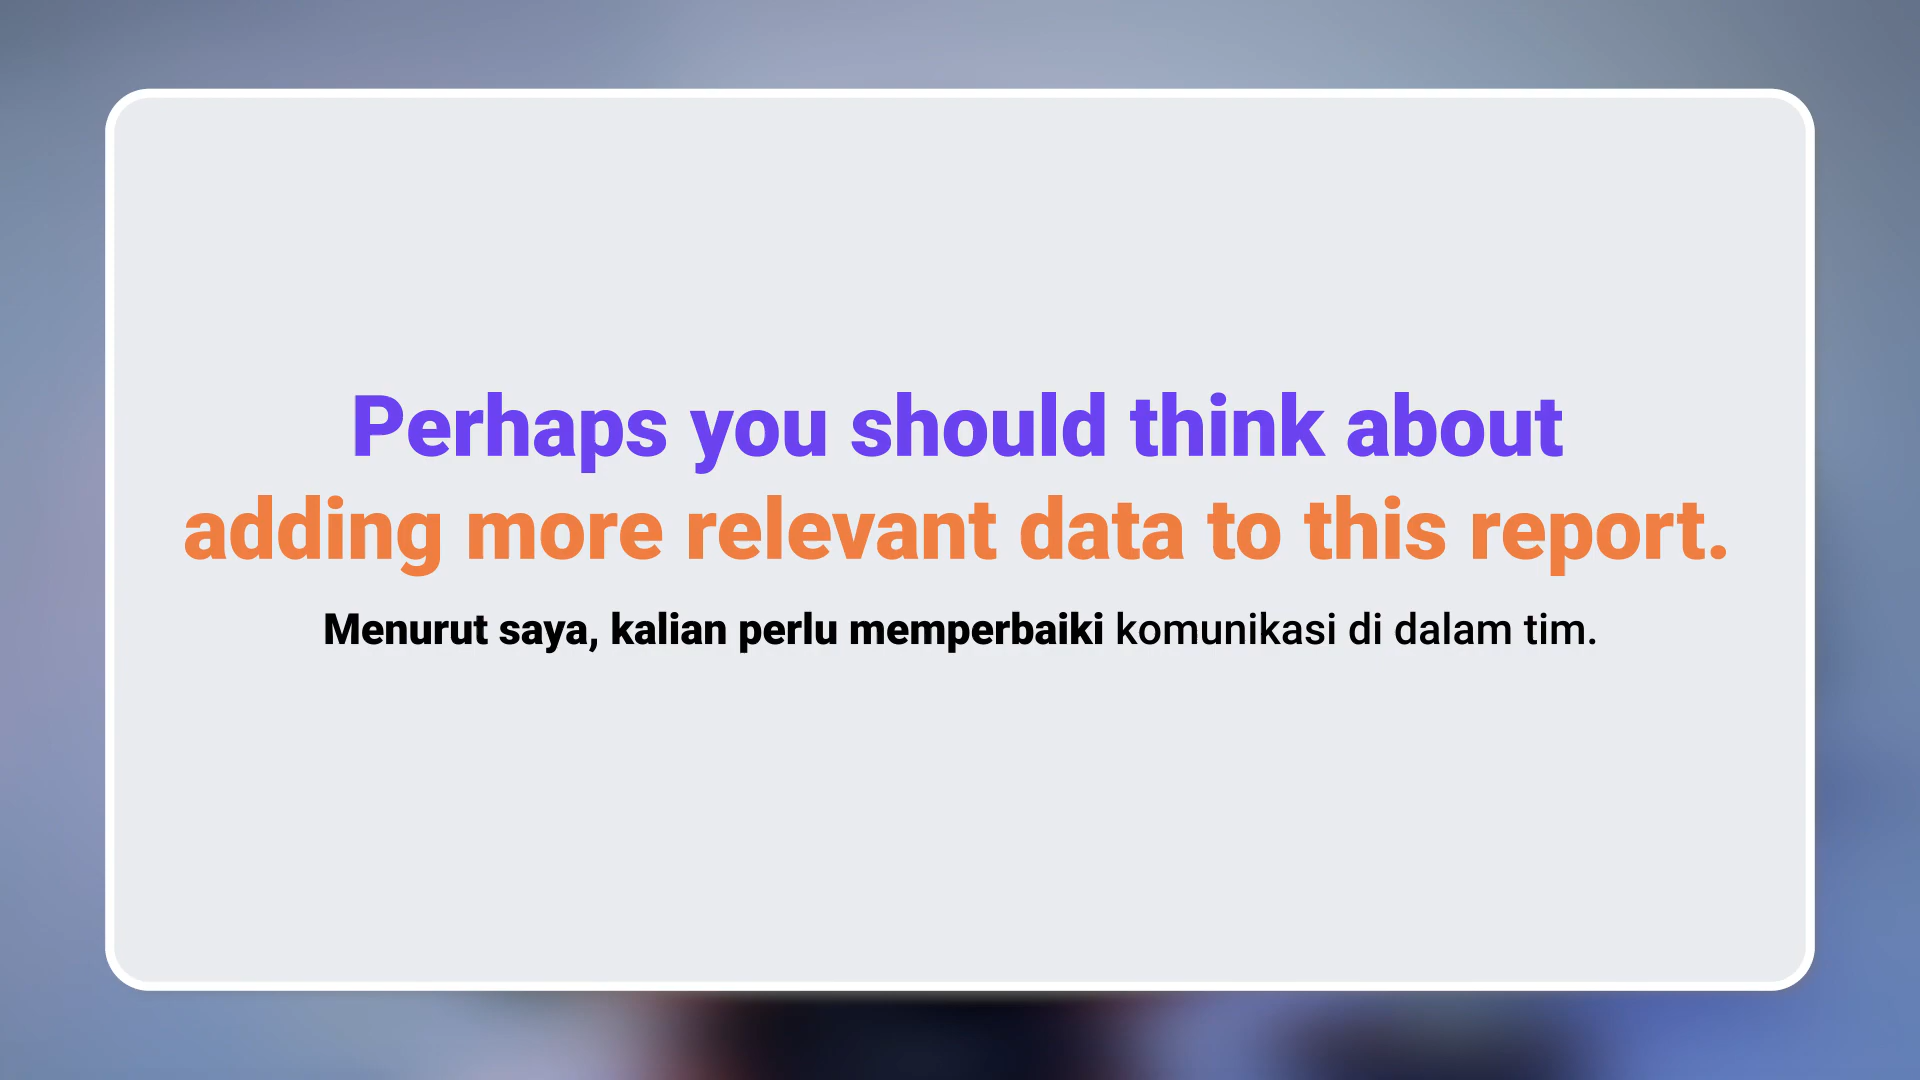 Perhaps you should think about
adding more relevant data to this report.
Menurut saya, kalian perlu memperbaiki komunikasi di dalam tim.